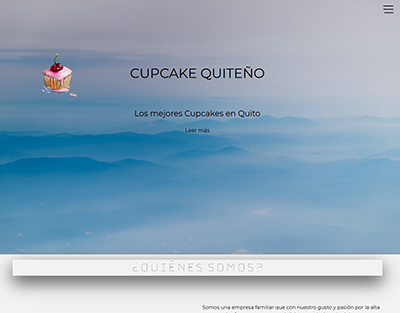 CUPCAKE QUITEÑO
Los mejores Cupcakes en Quito
Leer más
¿QUIÉNES SOMOS?
Somos una empresa familiar que con nuestro gusto y pasión por la alta